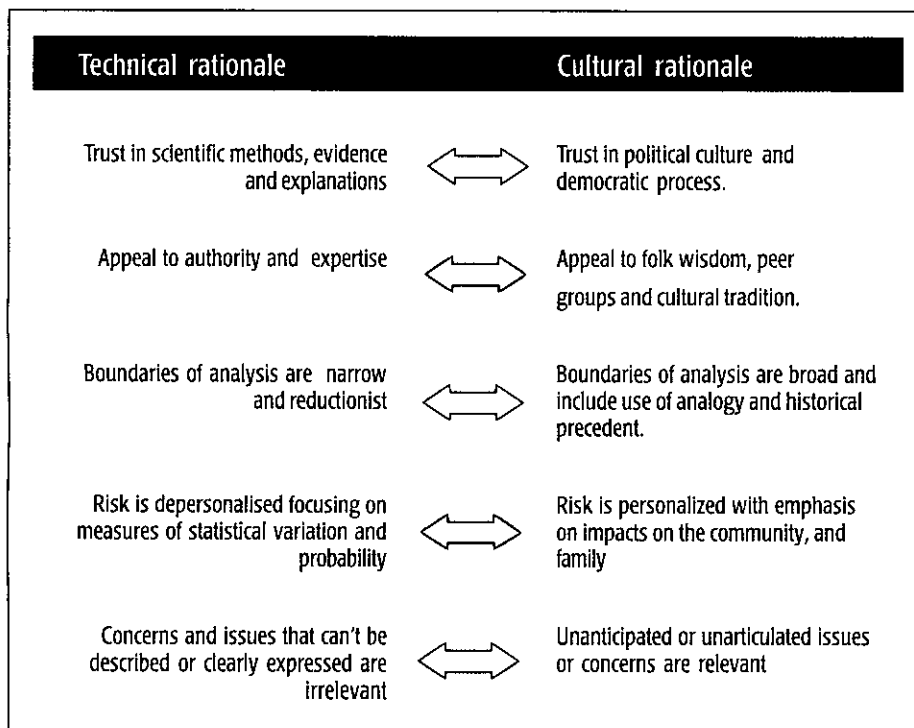 Technical rationale
Cultural rationale
Trust in scientific methods, evidence
and explanations
Trust in political culture and
democratic process.
Appeal to authority and expertise
Appeal to folk wisdom, peer
groups and cultural tradition.
Boundaries of analysis are narrow
and reductionist
Boundaries of analysis are broad and
include use of analogy and historical
precedent.
Risk is depersonalised focusing on
measures of statistical variation and
probability
Risk is personalized with emphasis
on impacts on the community, and
family
Concerns and issues that can't be
described or clearly expressed are
irrelevant
Unanticipated or unarticulated issues
or concerns are relevant